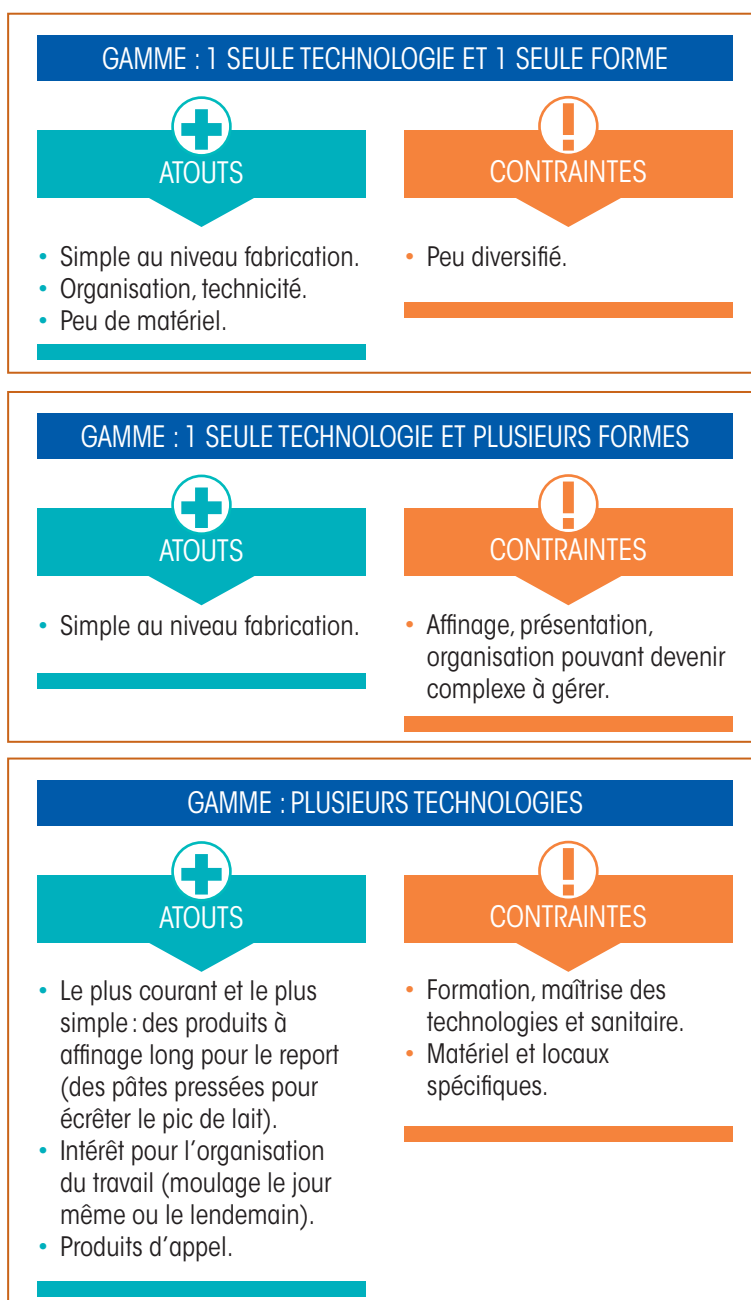 GAMME : 1 SEULE TECHNOLOGIE ET 1 SEULE FORME
ATOUTS
• Simple au niveau fabrication.
• Organisation, technicité.
• Peu de matériel.
CONTRAINTES
• Peu diversifié.
GAMME : 1 SEULE TECHNOLOGIE ET PLUSIEURS FORMES
ATOUTS
• Simple au niveau fabrication.
CONTRAINTES
• Affinage, présentation,
organisation pouvant devenir
complexe à gérer.
GAMME : PLUSIEURS TECHNOLOGIES
ATOUTS
• Le plus courant et le plus
simple : des produits à
affinage long pour le report
(des pâtes pressées pour
écrêter le pic de lait).
• Intérêt pour l'organisation
du travail (moulage le jour
même ou le lendemain).
• Produits d'appel.
CONTRAINTES
• Formation, maîtrise des
technologies et sanitaire.
• Matériel et locaux
spécifiques.